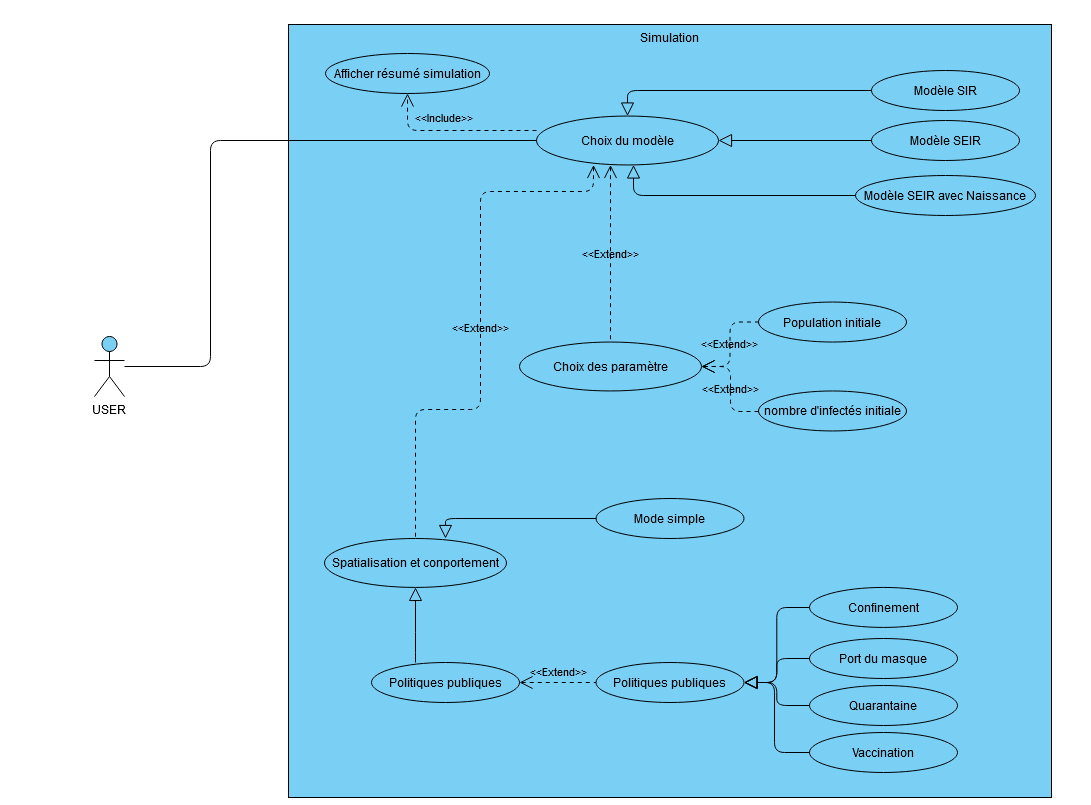 Simulation
Afficher résumé simulation
Modèle SIR
<<Include>>
Choix du modèle
Modèle SEIR
Modèle SEIR avec Naissance
<<Extend>>
Population initiale
<<Extend>>
<<Extend>>
USER
Choix des paramètre
<<Extend>>
nombre d'infectés initiale
Mode simple
Spatialisation et conportement
Confinement
Port du masque
<<Extend>>
Politiques publiques
Politiques publiques
Quarantaine
Vaccination